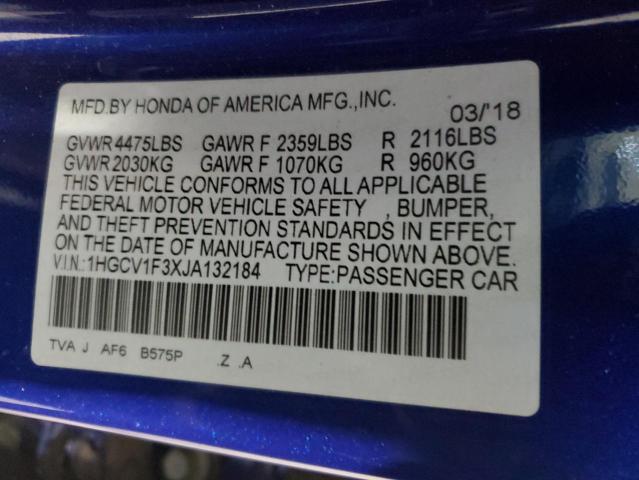 MFD.BY HONDA OF AMERICA MFG.,INC. 03/'18
GVWR 4475LBS GAWR F 2359LBS R 2116LBS
GVWR 2030KG GAWR F 1070KG R 960KG
THIS VEHICLE CONFORMS TO ALL APPLICABLE
FEDERAL MOTOR VEHICLE SAFETY , BUMPER,
AND THEFT PREVENTION STANDARDS IN EFFECT
ON THE DATE OF MANUFACTURE SHOWN ABOVE.
V.I.N.:1HGCV1F3XJA132184 TYPE:PASSENGER CAR
TVA J AF6 B575P .Z .A